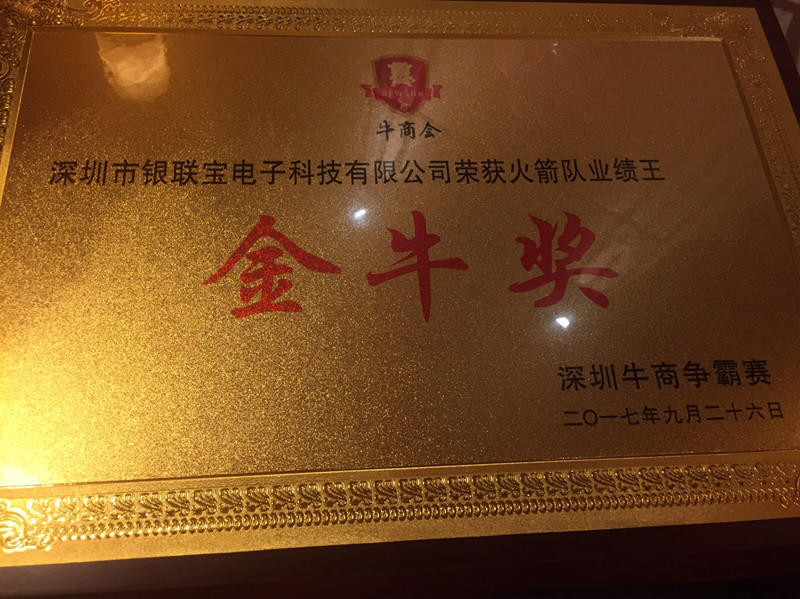 NEWSUN
牛商会
深圳市银联宝电子科技有限公司荣获火箭队业绩王
金牛奖
深圳牛商争霸赛
二〇一七年九月二十六日